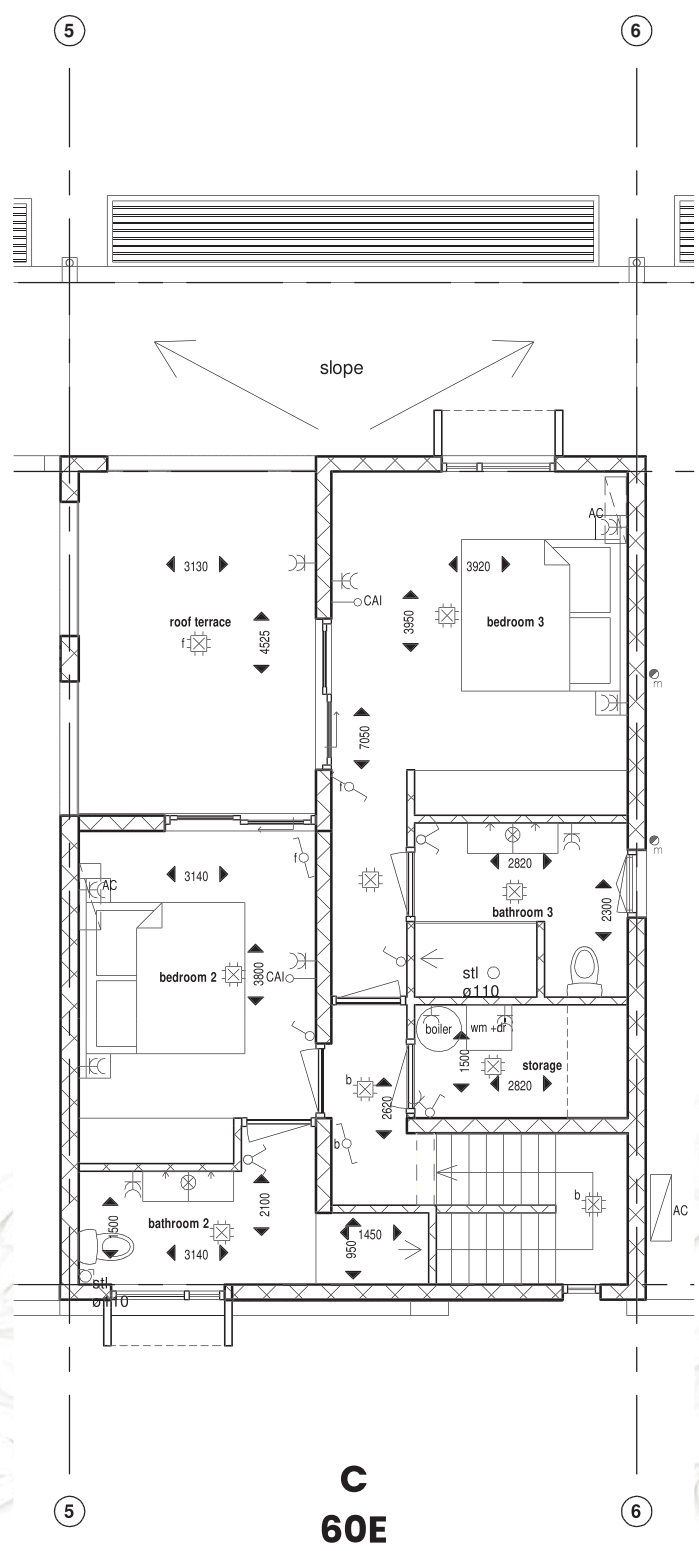 5
6
slope
AC
3130
3920
CAI
3950
roof terrace
f
4525
bedroom 3
m
7050
f
m
f
3140
2820
AC
bathroom 3
2300
bedroom 2
3800
CAI
stl
ø110
boiler
wm +dr
1500
storage
b
2820
2620
b
2100
b
1500
bathroom 2
AC
1450
950
3140
stl
ø110
C
5
6
60E